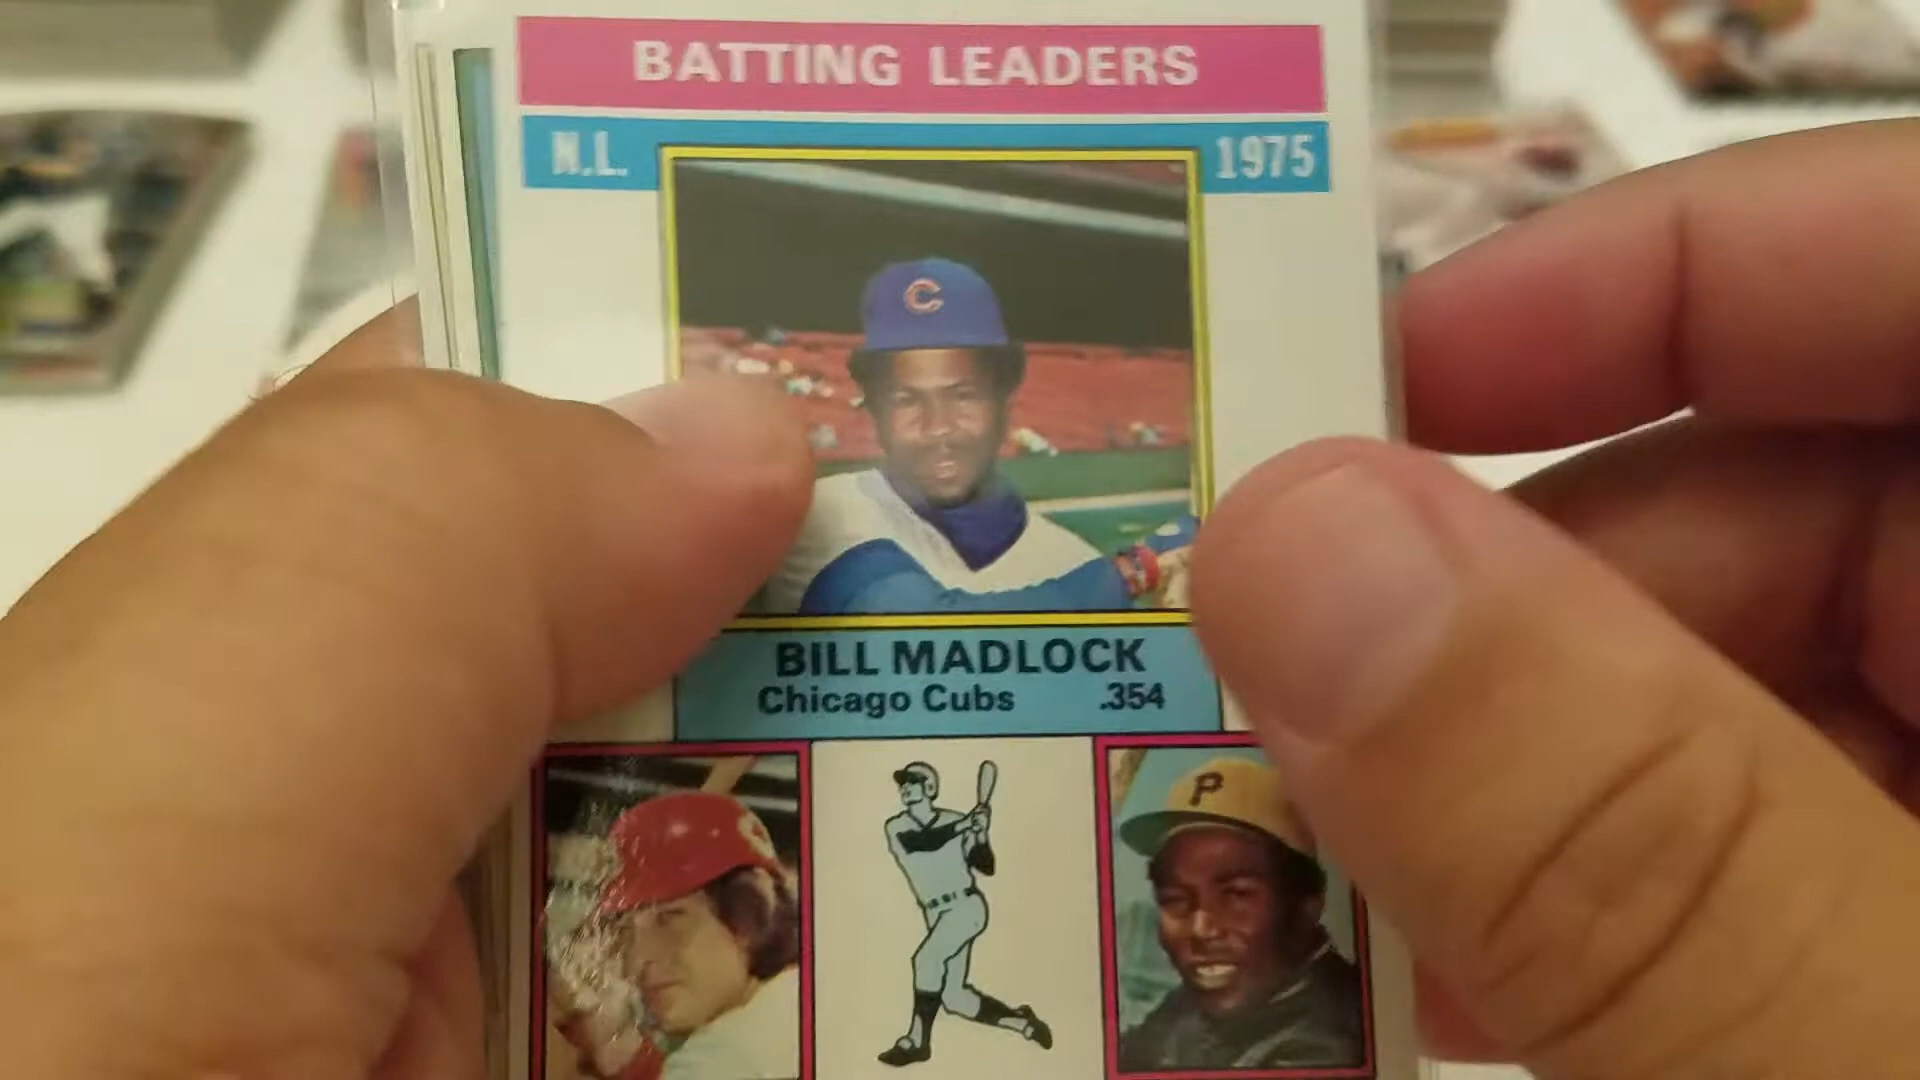 BATTING LEADERS
N.L.
1975
C
BILL MADLOCK
Chicago Cubs .354
P